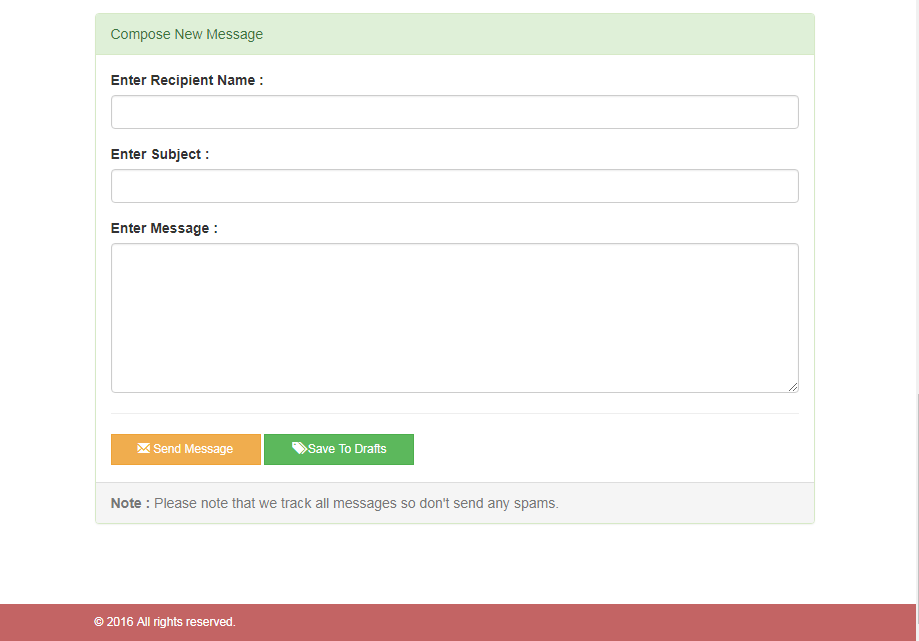 Compose New Message
Enter Recipient Name :
Enter Subject :
Enter Message :
Send Message Save To Drafts
Note : Please note that we track all messages so don't send any spams.
© 2016 All rights reserved.